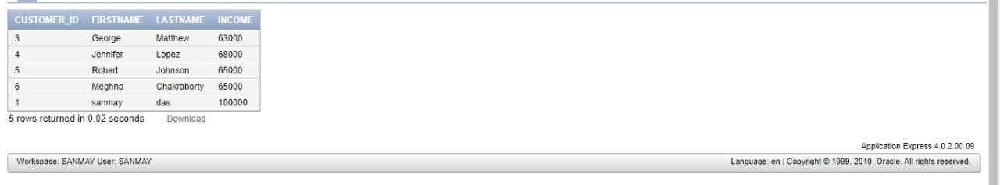 CUSTOMER_ID FIRSTNAME LASTNAME INCOME
3 George Matthew 63000
4 Jennifer Lopez 68000
5 Robert Johnson 65000
6 Meghna Chakraborty 65000
1 sanmay das 100000
5 rows returned in 0.02 seconds Download
Application Express 4.0.2.00.09
Workspace: SANMAY User: SANMAY Language: en | Copyright © 1999, 2010, Oracle. All rights reserved.